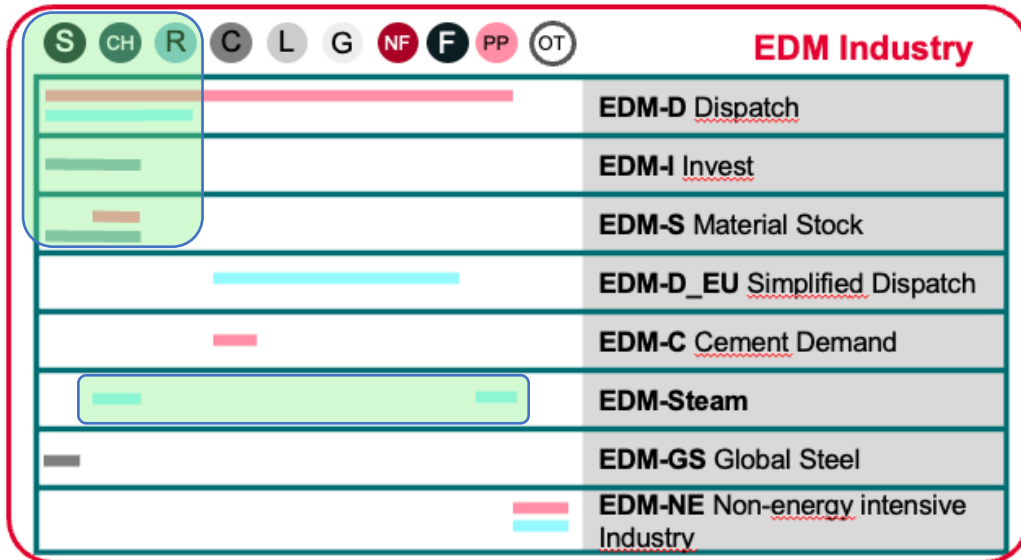 S CH R C L G NF F PP OT
EDM Industry
EDM-D Dispatch
EDM-I Invest
EDM-S Material Stock
EDM-D_EU Simplified Dispatch
EDM-C Cement Demand
EDM-Steam
EDM-GS Global Steel
EDM-NE Non-energy intensive
Industry